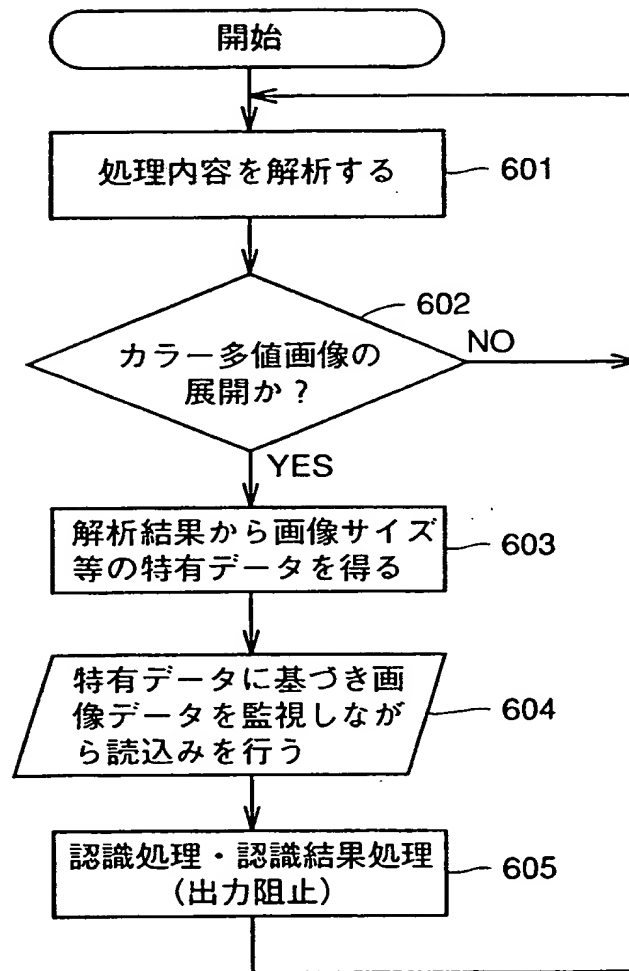 開始
処理内容を解析する
601
602
カラー多値画像の
展開か?
NO
YES
解析結果から画像サイズ
等の特有データを得る
603
特有データに基づき画
像データを監視しなが
ら読込みを行う
604
認識処理・認識結果処理
(出力阻止)
605